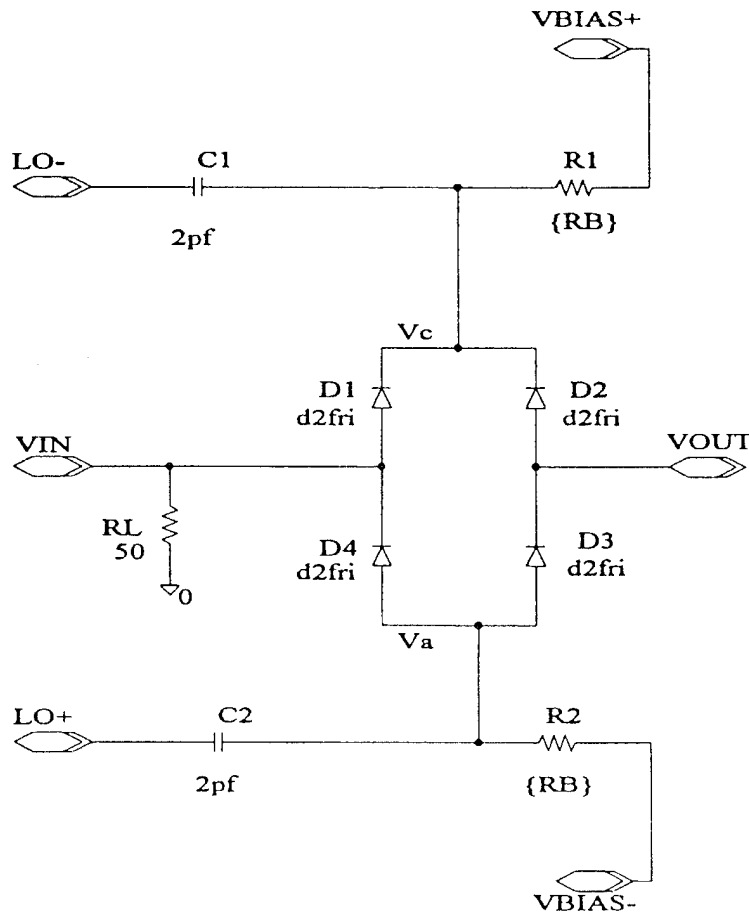 VBIAS+
LO-
C1
R1
2pf
{RB}
Vc
D1
d2fri
D2
d2fri
VIN
VOUT
RL
50
0
D4
d2fri
D3
d2fri
Va
LO+
C2
R2
2pf
{RB}
VBIAS-